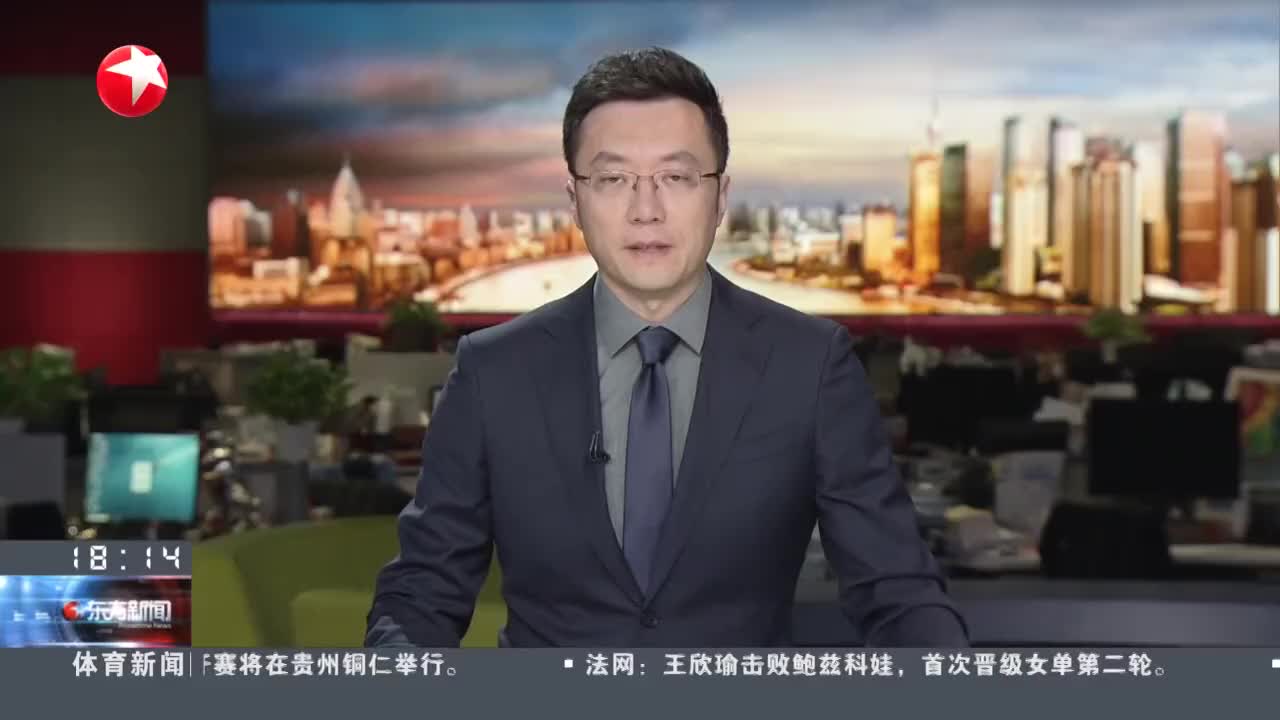 18:14
东方新闻
体育新闻
赛将在贵州铜仁举行。
▪ 法网：王欣瑜击败鲍兹科娃，首次晋级女单第二轮。